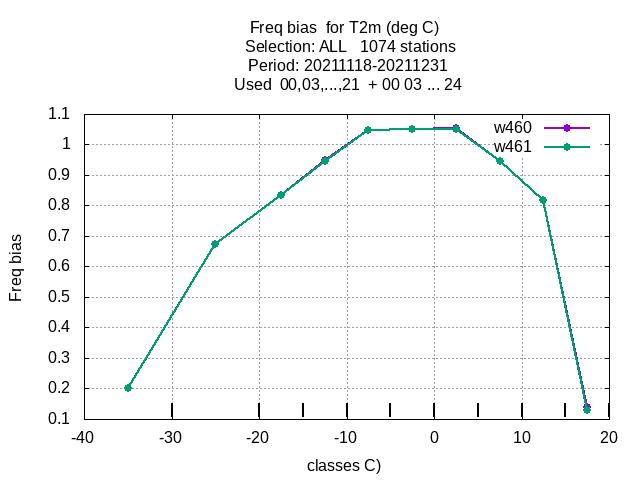 Freq bias  for T2m (deg C)
Selection: ALL   1074 stations
Period: 20211118-20211231
Used  00,03,...,21  + 00 03 ... 24
w460
w461
1.1
1
0.9
0.8
0.7
0.6
0.5
0.4
0.3
0.2
0.1
Freq bias
-40
-30
-20
-10
0
10
20
classes C)